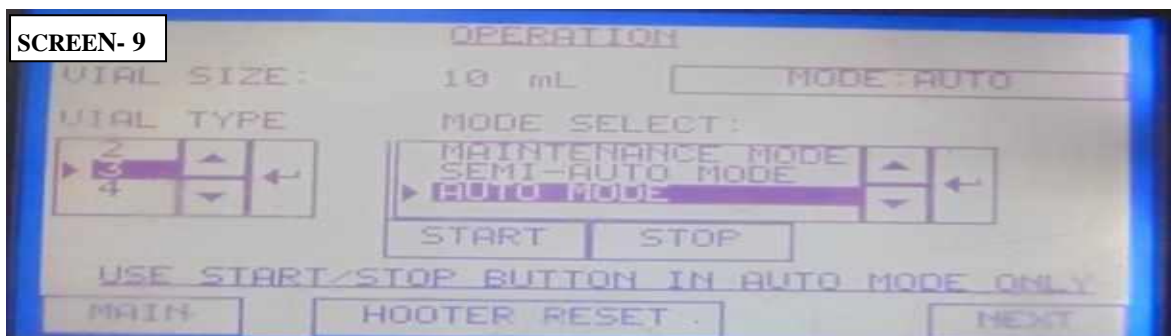 SCREEN- 9
OPERATION
VIAL SIZE: 10 mL MODE:AUTO
VIAL TYPE MODE SELECT:
2 MAINTENANCE MODE
3 SEMI-AUTO MODE
4 AUTO MODE
START STOP
USE START/STOP BUTTON IN AUTO MODE ONLY
MAIN HOOTER RESET NEXT